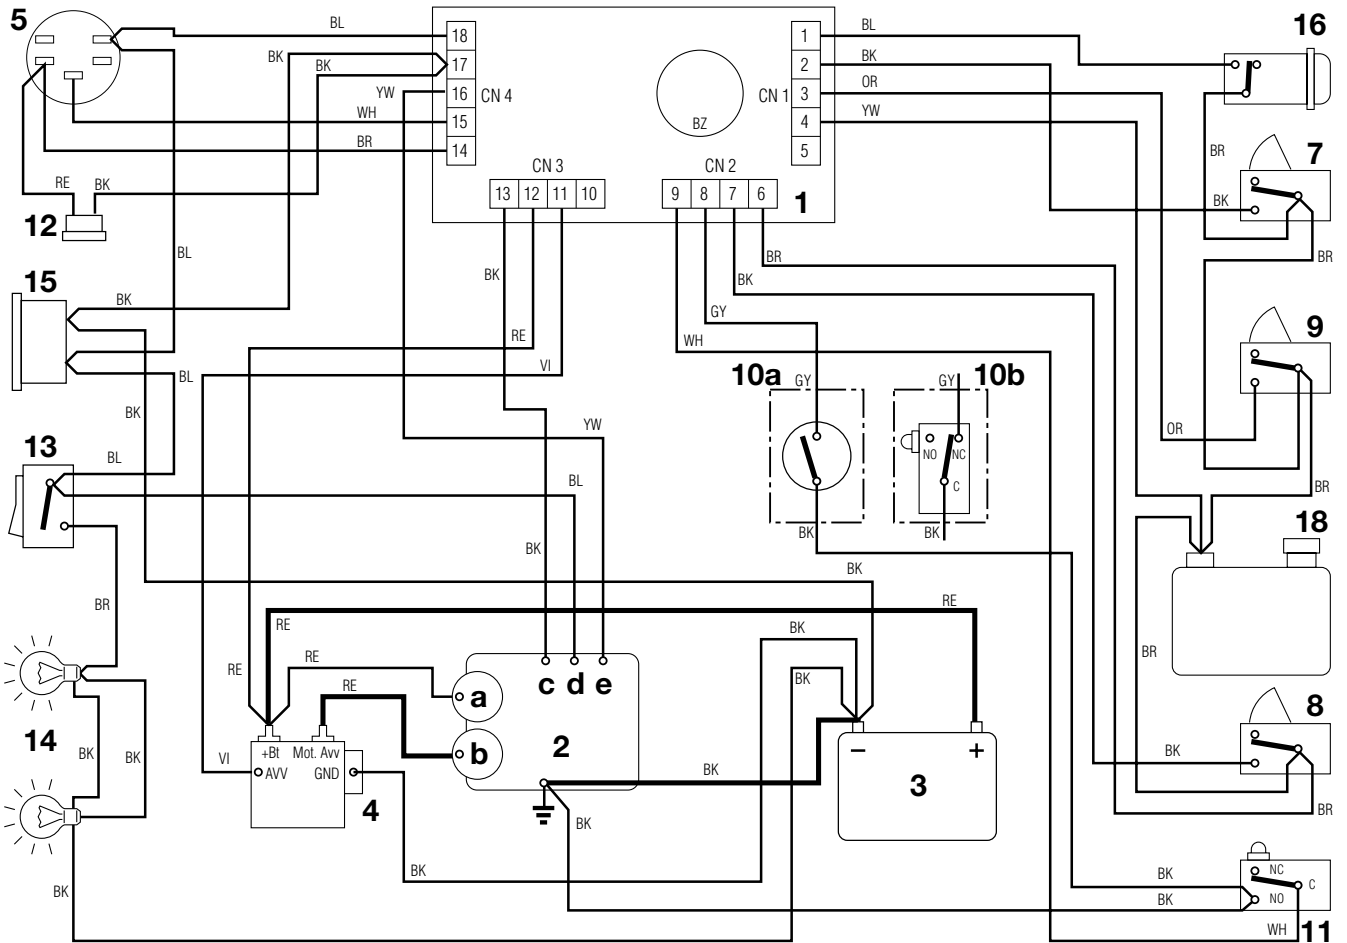 5 BL 18 1 BL 16
BK 17 2 BK
BK
YW 16 CN 4 CN 1 3 OR
WH 15 BZ 4 YW
BR 14 5
BR 7
CN 3 CN 2
RE BK 13 12 11 10 9 8 7 6 1 BK
12
BL BK BR BR
15 BK BK
GY
RE WH 9
BL VI 10a GY GY 10b
BK YW OR
13 NO NC
BL BL C BR
BK BK BK 18
BK
BR RE
RE BK BR
RE RE BK
RE c d e
a 8
14 +Bt Mot. Avv b 2 – + BK
BK BK VI AVV GND BK 3
4 BK BR
BK
BK BK NC C
BK NO
WH 11